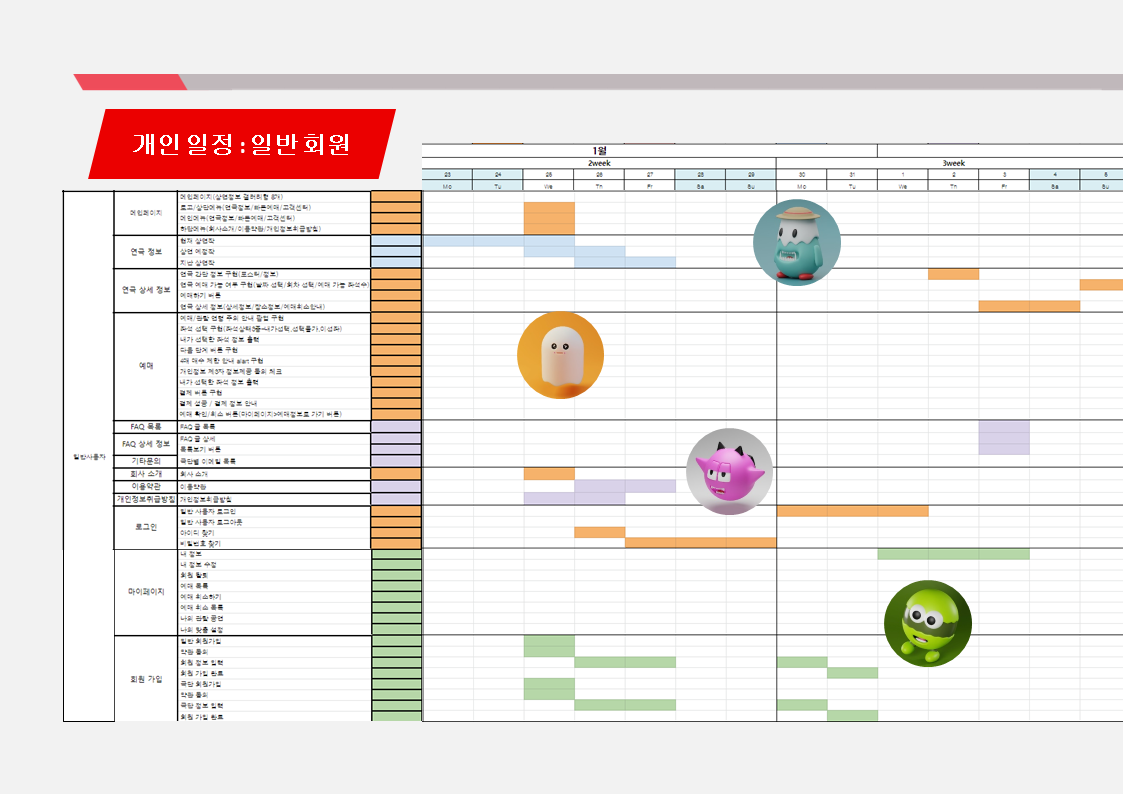 개인 일정 : 일반 회원
1월
2week 3week
23 24 25 26 27 28 29 30 31 1 2 3 4 5
Mo Tu We Th Fr Sa Su Mo Tu We Th Fr Sa Su
일반사용자
메인페이지
메인페이지(상연정보 갤러리형 8개)
로고/상단메뉴(연극정보/빠른예매/고객센터)
메인메뉴(연극정보/빠른예매/고객센터)
하단메뉴(회사소개/이용약관/개인정보취급방침)
연극 정보
현재 상연작
상연 예정작
지난 상연작
연극 상세 정보
연극 간단 정보 구현(포스터/정보)
연극 예매 가능 여부 구현(날짜 선택/회차 선택/예매 가능 좌석수)
예매하기 버튼
연극 상세 정보(상세정보/장소정보/예매취소안내)
예매
예매/관람 연령 주의 안내 팝업 구현
좌석 선택 구현(좌석상태3종=내가선택,선택불가,미선택)
내가 선택한 좌석 정보 출력
다음 단계 버튼 구현
4매 매수 제한 안내 alert 구현
개인정보 제3자 정보제공 동의 체크
내가 선택한 좌석 정보 출력
결제 버튼 구현
결제 성공 / 결제 정보 안내
예매 확인/취소 버튼(마이페이지>예매정보로 가기 버튼)
FAQ 목록
FAQ 글 목록
FAQ 상세 정보
FAQ 글 상세
목록보기 버튼
기타문의
극단별 이메일 목록
회사 소개
회사 소개
이용약관
이용약관
개인정보취급방침
개인정보취급방침
로그인
일반 사용자 로그인
일반 사용자 로그아웃
아이디 찾기
비밀번호 찾기
마이페이지
내 정보
내 정보 수정
회원 탈퇴
예매 목록
예매 취소하기
예매 취소 목록
나의 관람 공연
나의 맞춤 설정
회원 가입
일반 회원가입
약관 동의
회원 정보 입력
회원 가입 완료
극단 회원가입
약관 동의
극단 정보 입력
회원 가입 완료